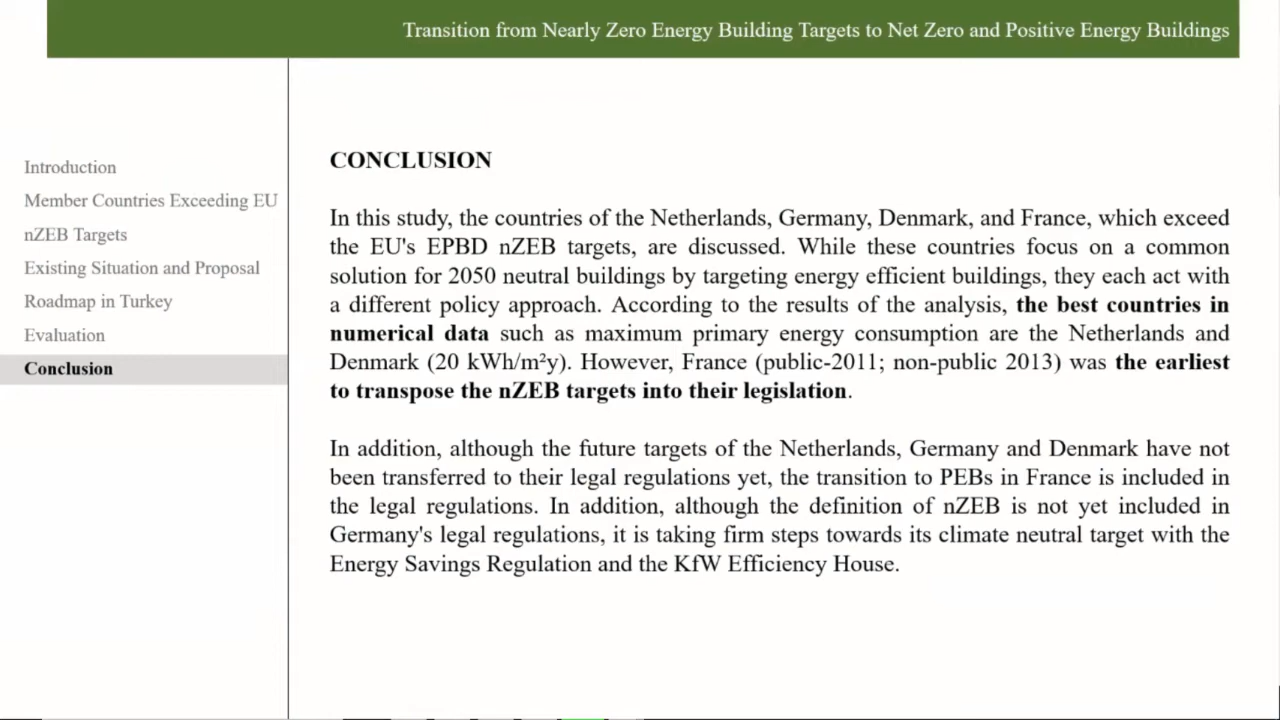 Transition from Nearly Zero Energy Building Targets to Net Zero and Positive Energy Buildings
Introduction
Member Countries Exceeding EU
nZEB Targets
Existing Situation and Proposal
Roadmap in Turkey
Evaluation
Conclusion
CONCLUSION
In this study, the countries of the Netherlands, Germany, Denmark, and France, which exceed
the EU's EPBD nZEB targets, are discussed. While these countries focus on a common
solution for 2050 neutral buildings by targeting energy efficient buildings, they each act with
a different policy approach. According to the results of the analysis, the best countries in
numerical data such as maximum primary energy consumption are the Netherlands and
Denmark (20 kWh/m²y). However, France (public-2011; non-public 2013) was the earliest
to transpose the nZEB targets into their legislation.
In addition, although the future targets of the Netherlands, Germany and Denmark have not
been transferred to their legal regulations yet, the transition to PEBs in France is included in
the legal regulations. In addition, although the definition of nZEB is not yet included in
Germany's legal regulations, it is taking firm steps towards its climate neutral target with the
Energy Savings Regulation and the KfW Efficiency House.